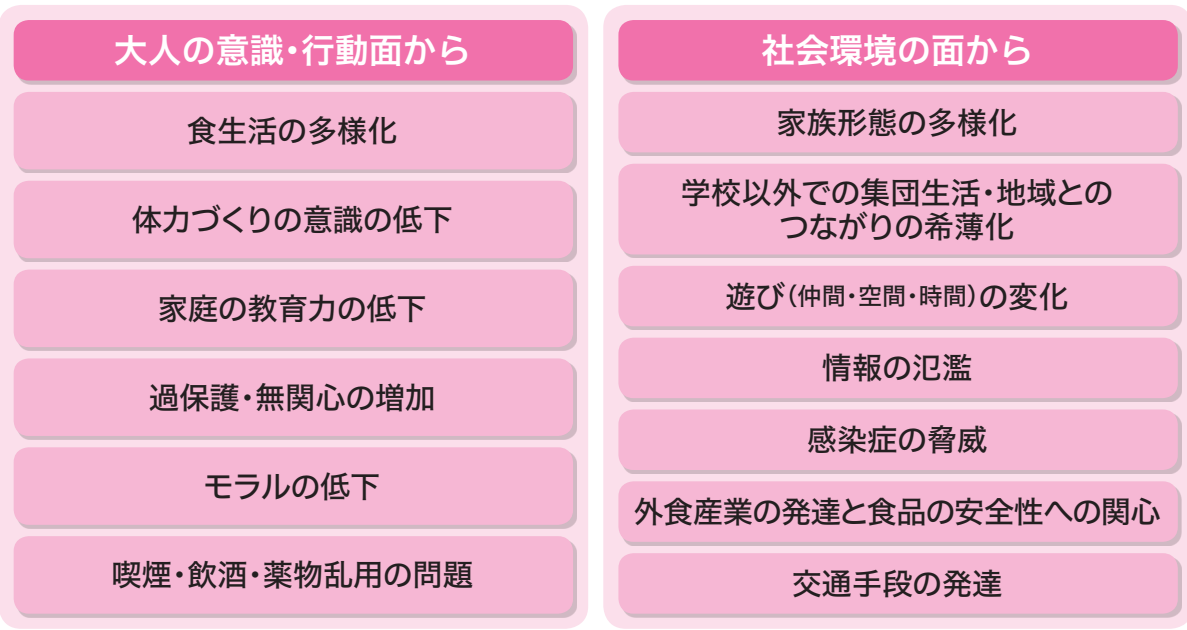 大人の意識・行動面から
食生活の多様化
体力づくりの意識の低下
家庭の教育力の低下
過保護・無関心の増加
モラルの低下
喫煙・飲酒・薬物乱用の問題
社会環境の面から
家族形態の多様化
学校以外での集団生活・地域との
つながりの希薄化
遊び(仲間・空間・時間)の変化
情報の氾濫
感染症の脅威
外食産業の発達と食品の安全性への関心
交通手段の発達